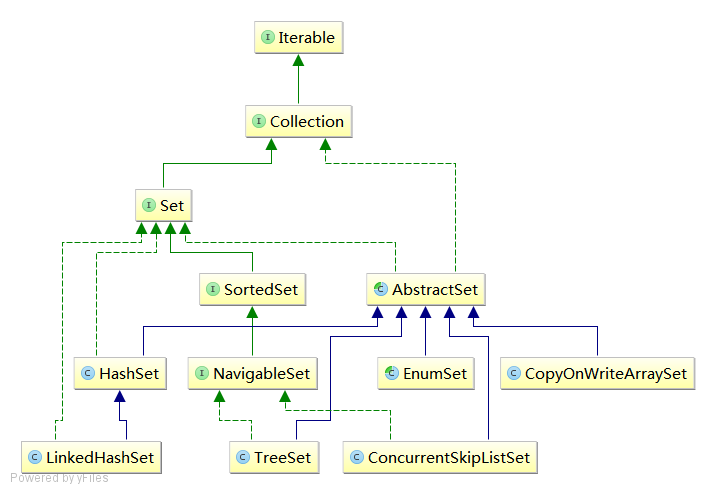 I Iterable
I Collection
I Set
I SortedSet
C AbstractSet
C HashSet
I NavigableSet
C EnumSet
C CopyOnWriteArraySet
C LinkedHashSet
C TreeSet
C ConcurrentSkipListSet
Powered by yFiles